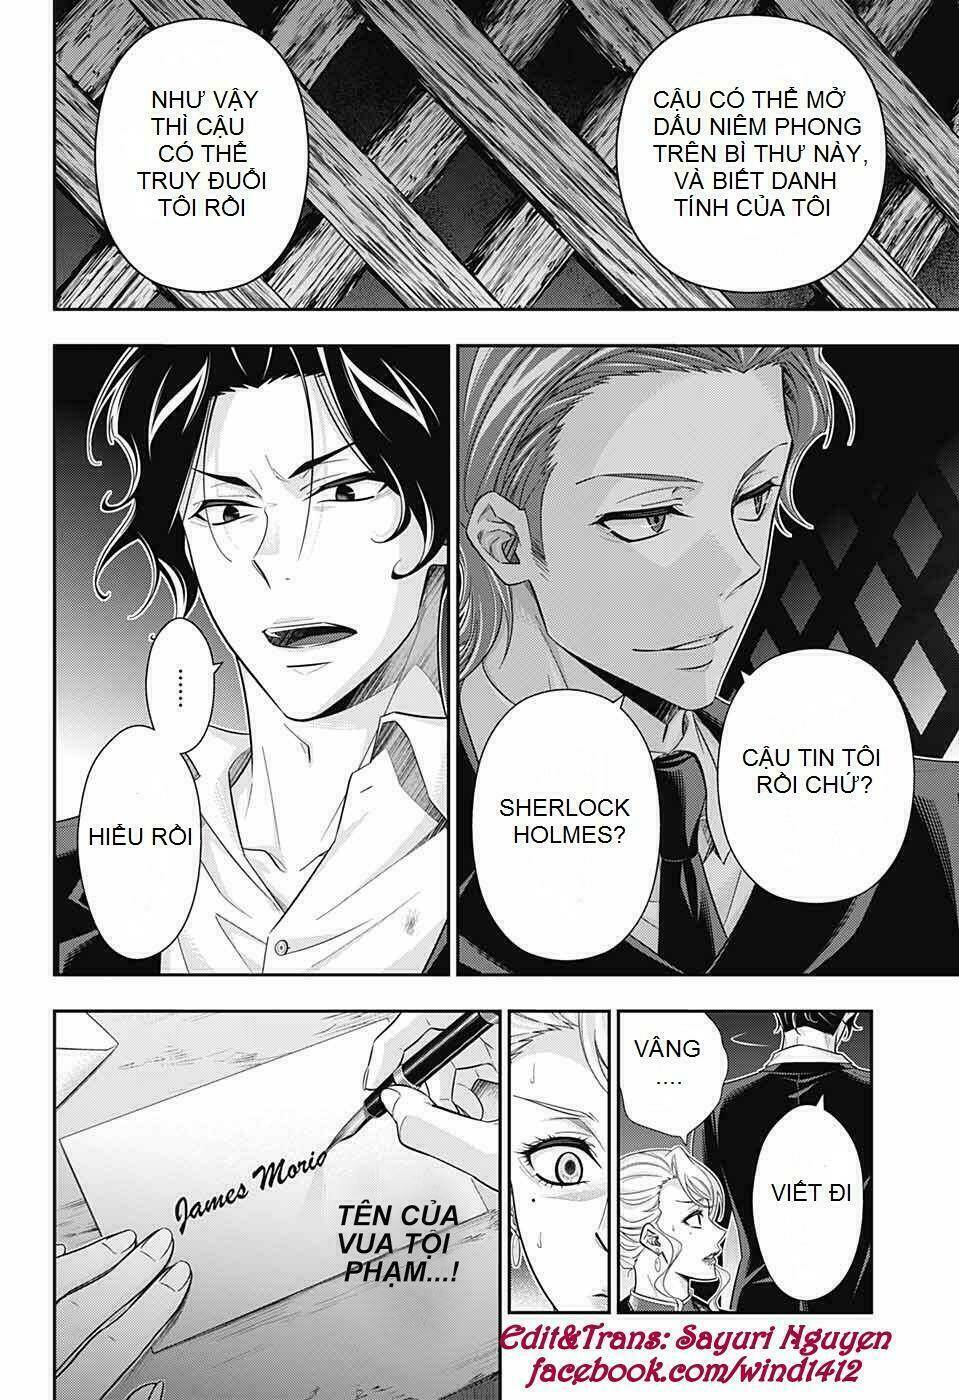 CẬU CÓ THỂ MỞ
DẤU NIÊM PHONG
TRÊN BÌ THƯ NÀY,
VÀ BIẾT DANH
TÍNH CỦA TÔI
NHƯ VẬY
THÌ CẬU
CÓ THỂ
TRUY ĐUỔI
TÔI RỒI
CẬU TIN TÔI
RỒI CHỨ?
SHERLOCK
HOLMES?
......
HIỂU RỒI
VIẾT ĐI
VÂNG
....
James Morio
TÊN CỦA
VUA TỘI
PHẠM...!
Edit&Trans: Sayuri Nguyen
facebook.com/wind1412